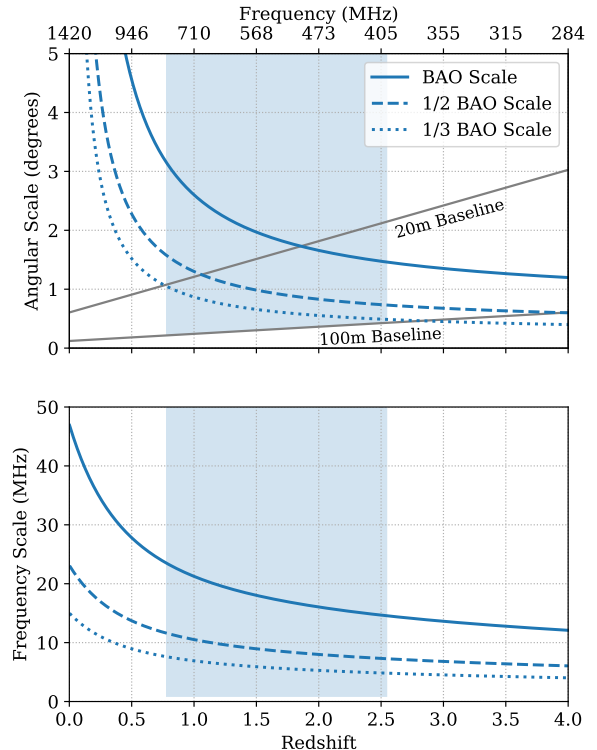 Frequency (MHz)
1420 946 710 568 473 405 355 315 284
5
4
3
2
1
0
Angular Scale (degrees)
BAO Scale
1/2 BAO Scale
1/3 BAO Scale
20m Baseline
100m Baseline
50
40
30
20
10
0
Frequency Scale (MHz)
0.0 0.5 1.0 1.5 2.0 2.5 3.0 3.5 4.0
Redshift